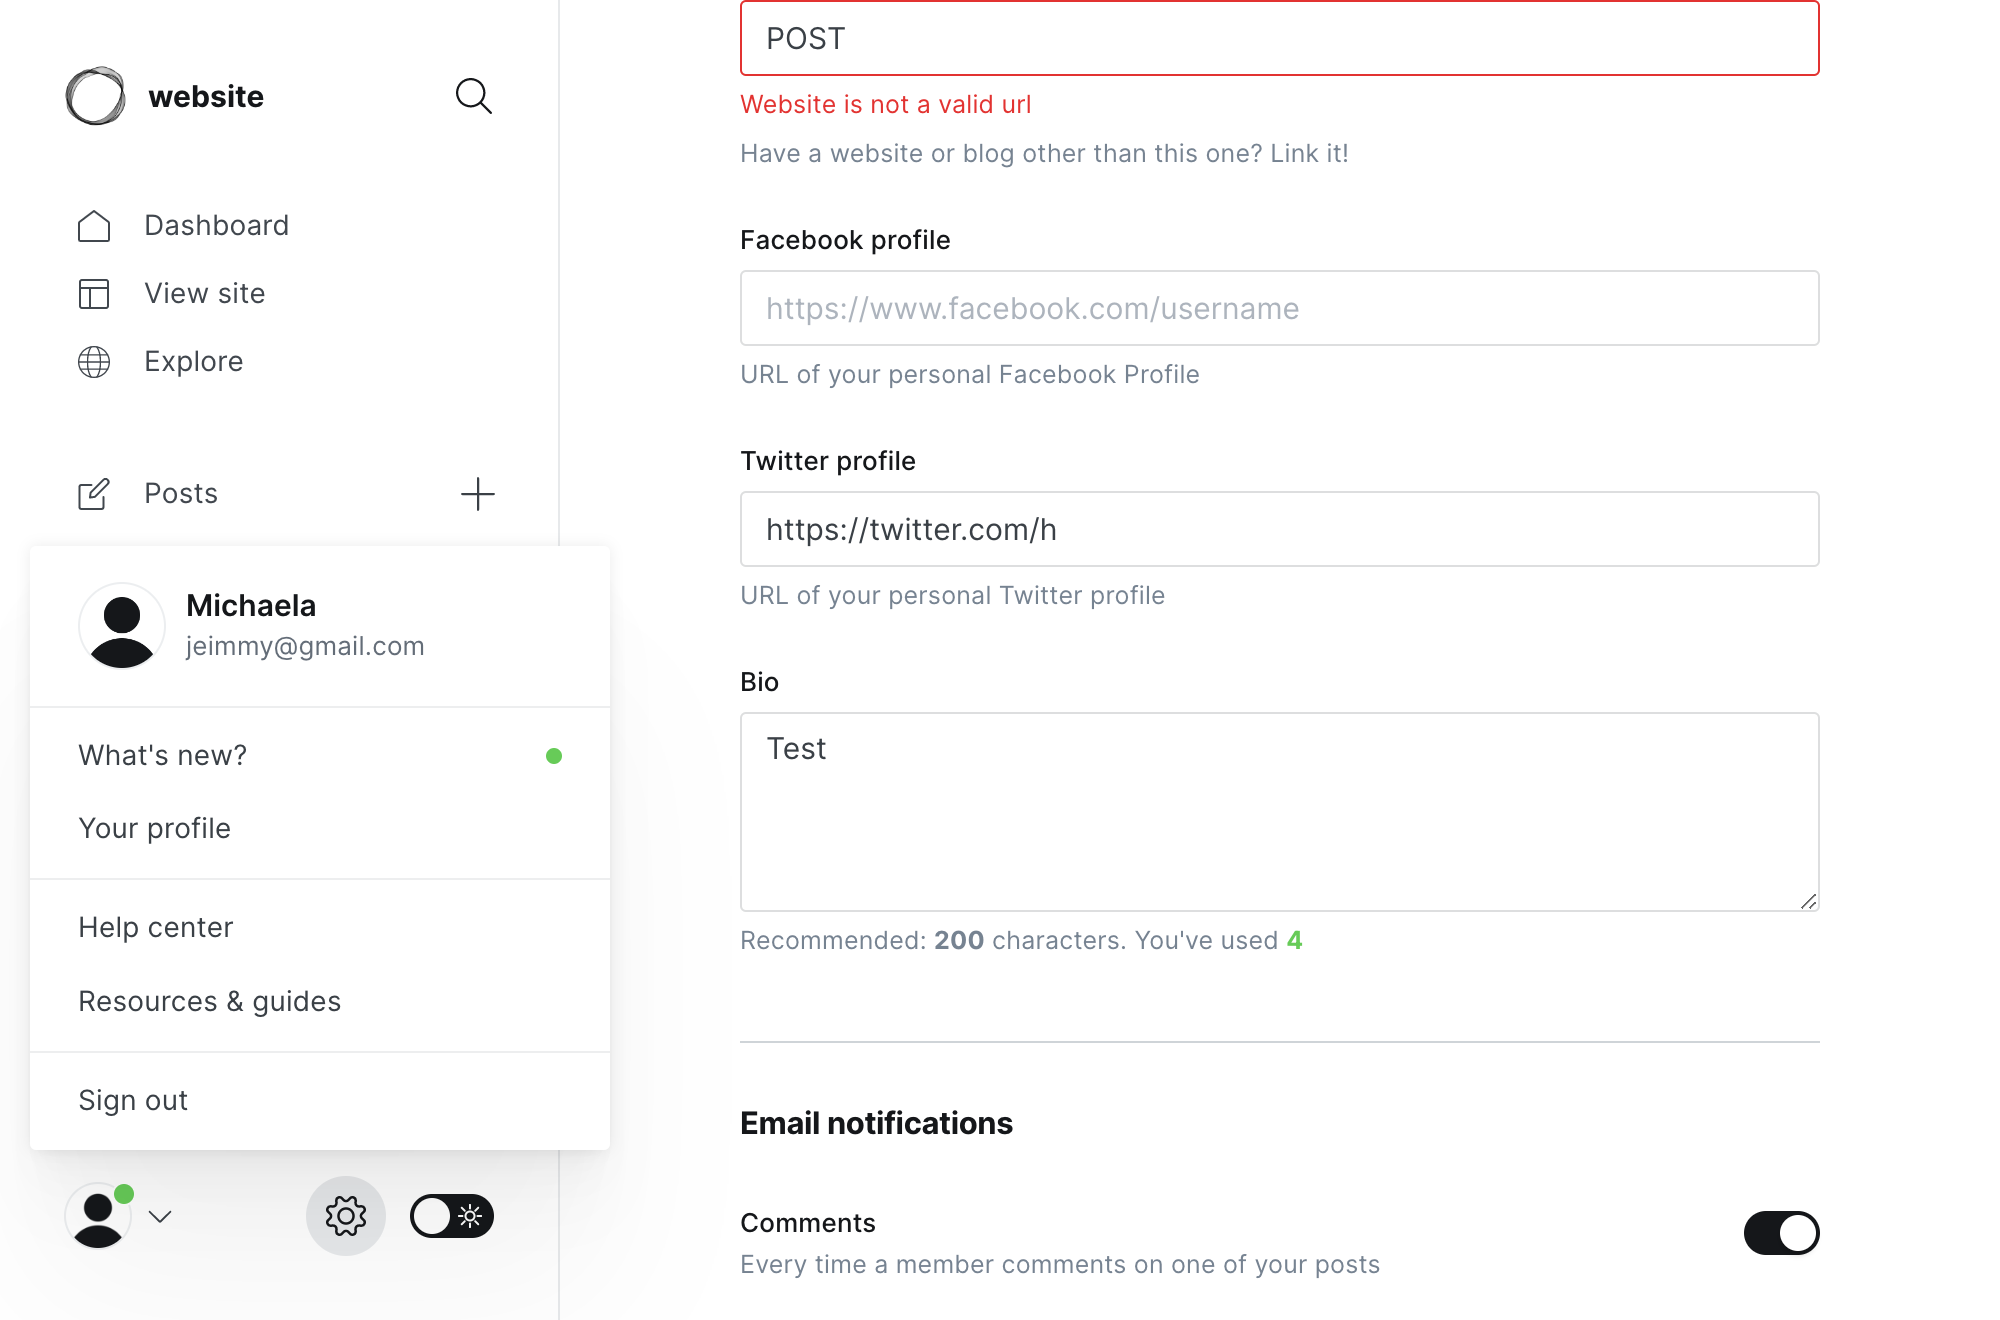 website
Dashboard
View site
Explore
Posts
Michaela
jeimmy@gmail.com
What's new?
Your profile
Help center
Resources & guides
Sign out
POST
Website is not a valid url
Have a website or blog other than this one? Link it!
Facebook profile
https://www.facebook.com/username
URL of your personal Facebook Profile
Twitter profile
https://twitter.com/h
URL of your personal Twitter profile
Bio
Test
Recommended: 200 characters. You've used 4
Email notifications
Comments
Every time a member comments on one of your posts